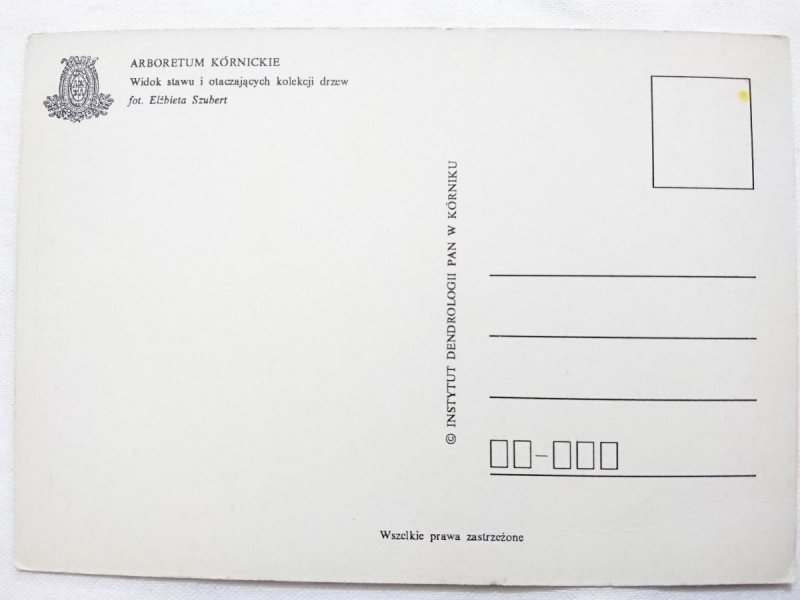 ARBORETUM KÓRNICKIE
Widok stawu i otaczających kolekcji drzew
fot. Elżbieta Szubert
© INSTYTUT DENDROLOGII PAN W KÓRNIKU
Wszelkie prawa zastrzeżone